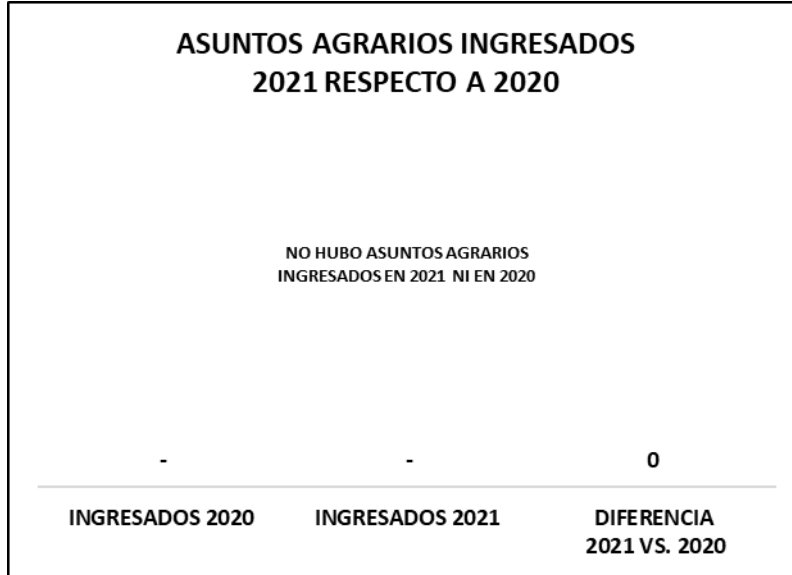 ASUNTOS AGRARIOS INGRESADOS
2021 RESPECTO A 2020
NO HUBO ASUNTOS AGRARIOS
INGRESADOS EN 2021 NI EN 2020
- - 0
INGRESADOS 2020 INGRESADOS 2021 DIFERENCIA
2021 VS. 2020